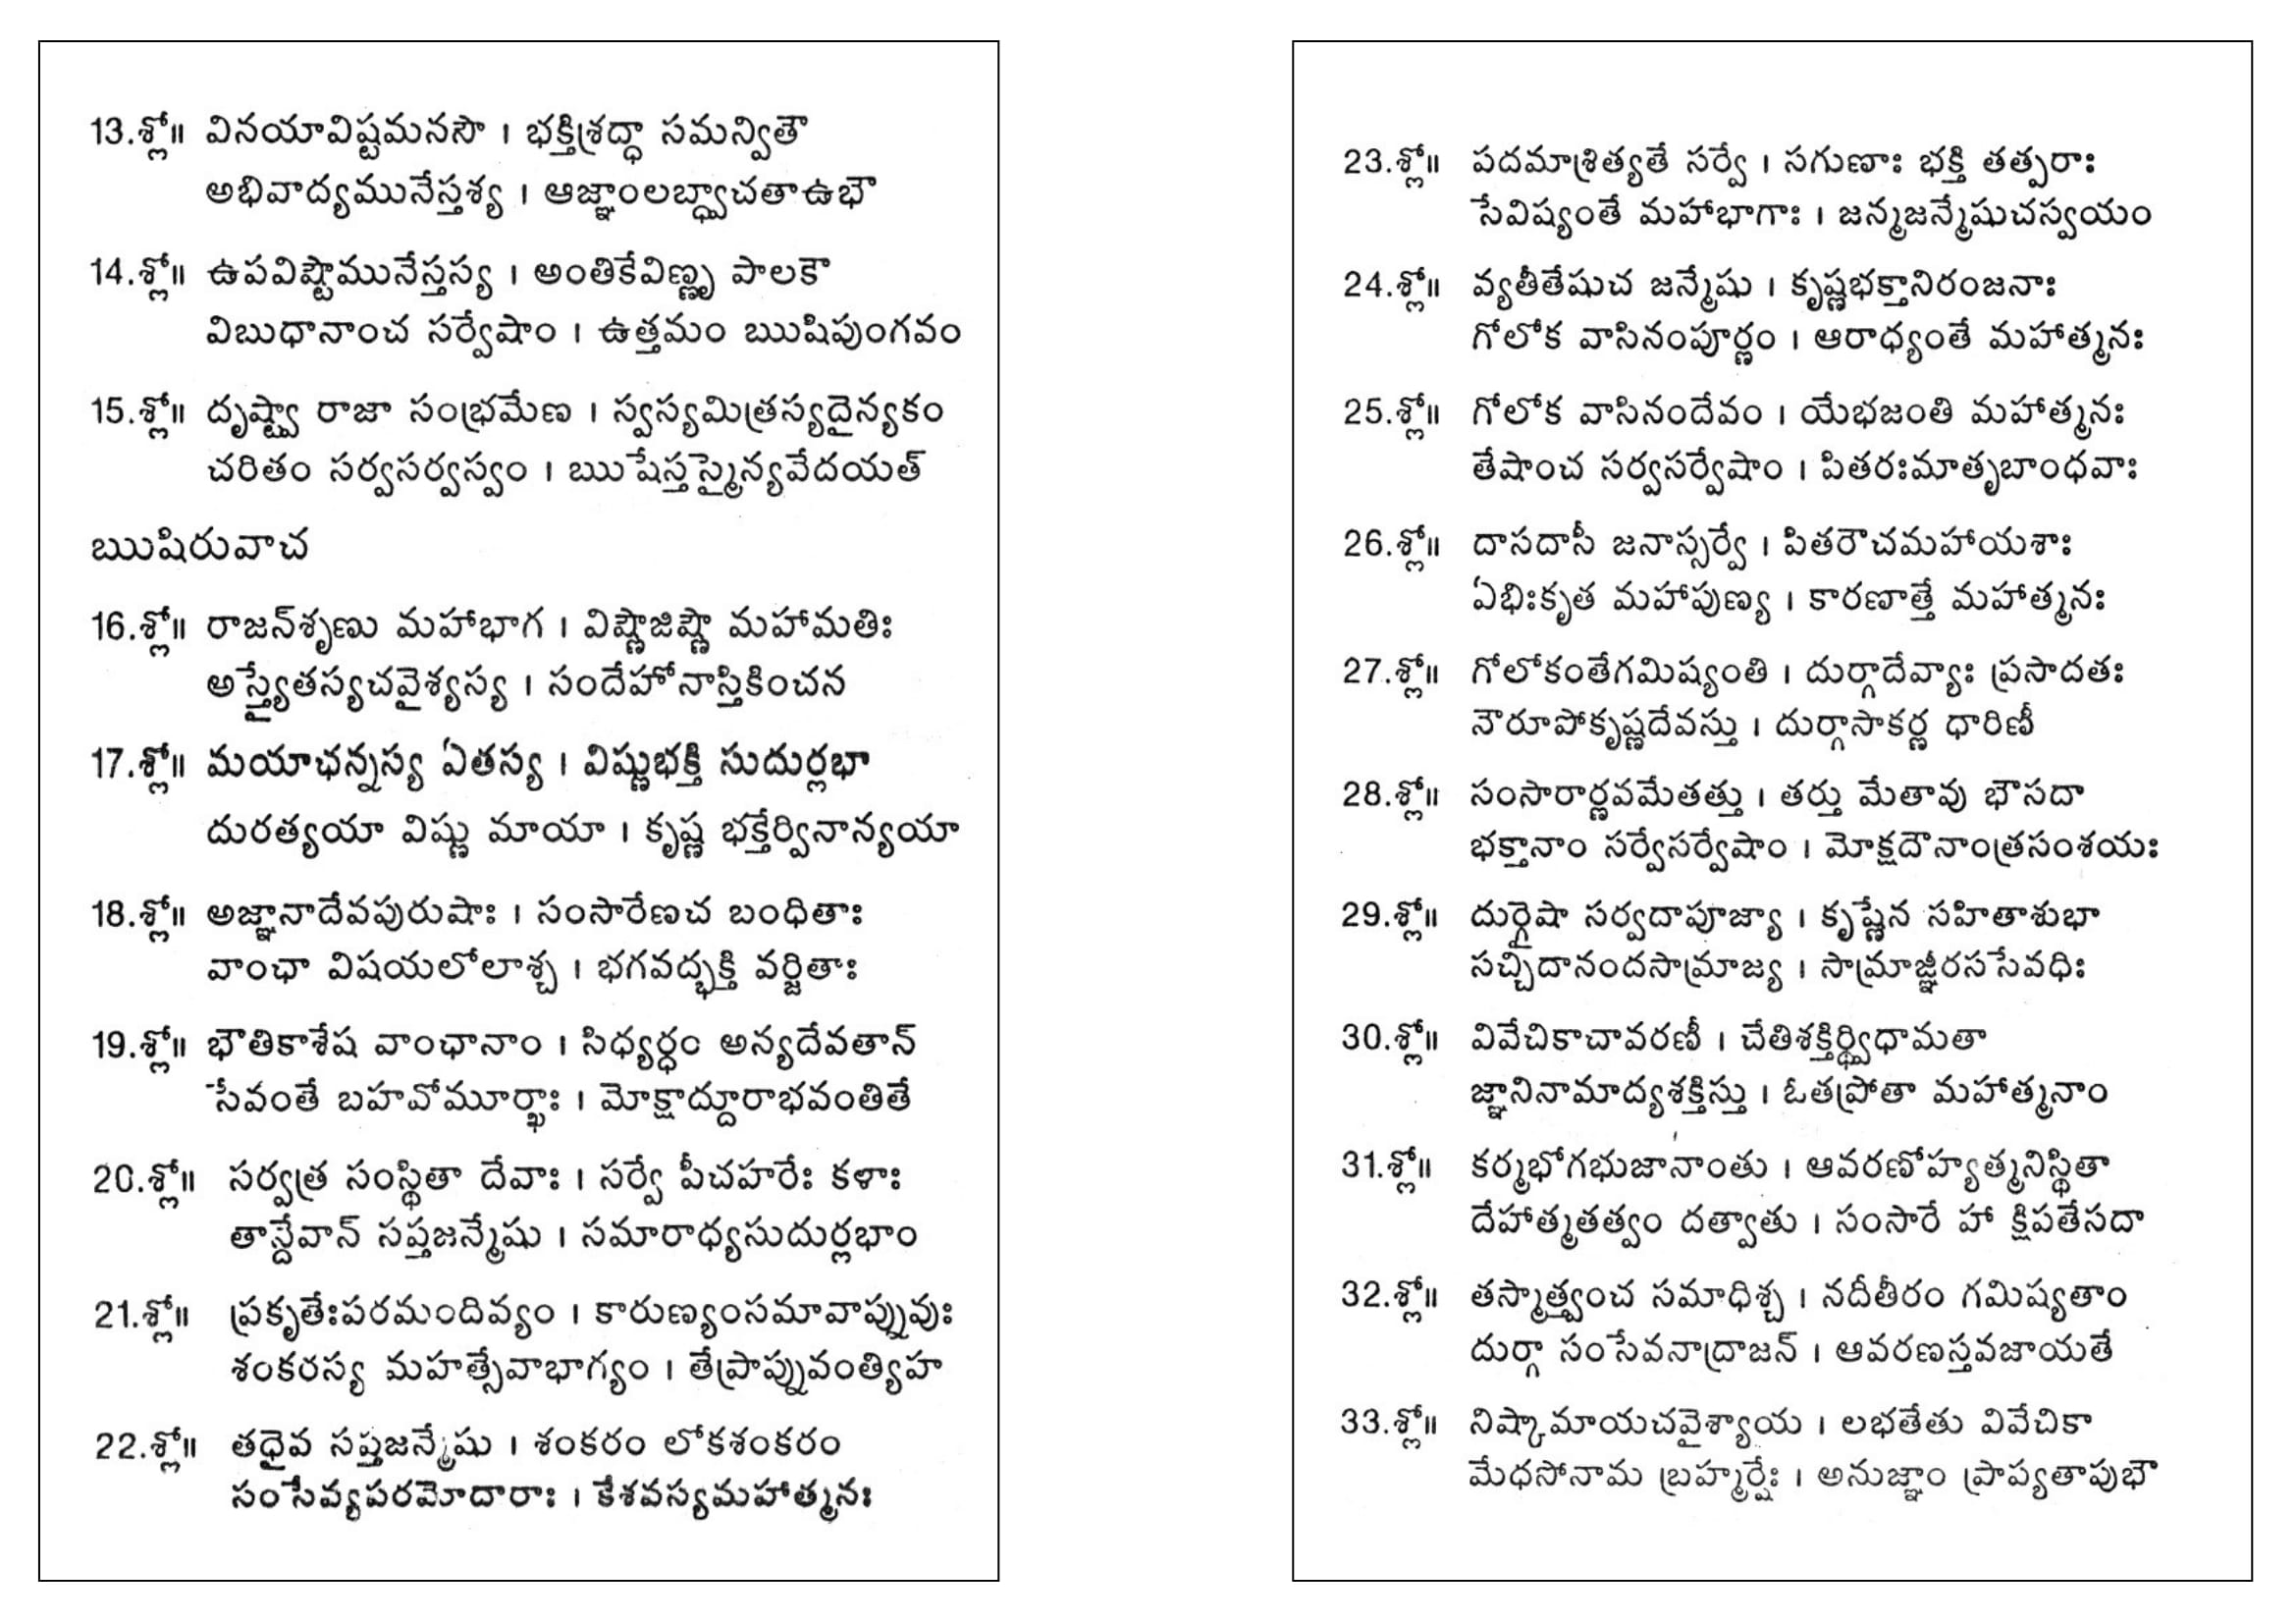 13.శ్లో॥ వినయావిష్టమనసౌ । భక్తిశ్రద్ధా సమన్వితౌ
అభివాద్యమునేస్తశ్య । ఆజ్ఞాంలబ్ధ్వాచతాఉభౌ
14.శ్లో॥ ఉపవిష్టౌమునేస్తస్య । అంతికేవిణ్ణృ పాలకౌ
విబుధానాంచ సర్వేషాం । ఉత్తమం ఋషిపుంగవం
15.శ్లో॥ దృష్ట్వా రాజా సంభ్రమేణ । స్వస్యమిత్రస్యదైన్యకం
చరితం సర్వసర్వస్వం । ఋషేస్తస్మైన్యవేదయత్
ఋషిరువాచ
16.శ్లో॥ రాజన్‌శృణు మహాభాగ । విష్ణౌజిష్ణౌ మహామతిః
అస్త్యైతస్యచవైశ్యస్య । సందేహోనాస్తికించన
17.శ్లో॥ మయాఛన్నస్య ఏతస్య । విష్ణుభక్తి సుదుర్లభా
దురత్యయా విష్ణు మాయా । కృష్ణ భక్తేర్వినాన్యయా
18.శ్లో॥ అజ్ఞానాదేవపురుషాః । సంసారేణచ బంధితాః
వాంఛా విషయలోలాశ్చ । భగవద్భక్తి వర్జితాః
19.శ్లో॥ భౌతికాశేష వాంఛానాం । సిధ్యర్ధం అన్యదేవతాన్
సేవంతే బహవోమూర్ఖాః । మోక్షాద్దూరాభవంతితే
20.శ్లో॥ సర్వత్ర సంస్థితా దేవాః । సర్వే పీచహరేః కళాః
తాన్దేవాన్ సప్తజన్మేషు । సమారాధ్యసుదుర్లభాం
21.శ్లో॥ ప్రకృతేఃపరమందివ్యం । కారుణ్యంసమావాప్నువుః
శంకరస్య మహత్సేవాభాగ్యం । తేప్రాప్నువంత్యిహ
22.శ్లో॥ తధైవ సప్తజన్మేషు । శంకరం లోకశంకరం
సంసేవ్యపరమోదారాః । కేశవస్యమహాత్మనః
23.శ్లో॥ పదమాశ్రిత్యతే సర్వే । సగుణాః భక్తి తత్పరాః
సేవిష్యంతే మహాభాగాః । జన్మజన్మేషుచస్వయం
24.శ్లో॥ వ్యతీతేషుచ జన్మేషు । కృష్ణభక్తానిరంజనాః
గోలోక వాసినంపూర్ణం । ఆరాధ్యంతే మహాత్మనః
25.శ్లో॥ గోలోక వాసినందేవం । యేభజంతి మహాత్మనః
తేషాంచ సర్వసర్వేషాం । పితరఃమాతృబాంధవాః
26.శ్లో॥ దాసదాసీ జనాస్సర్వే । పితరౌచమహాయశాః
ఏభిఃకృత మహాపుణ్య । కారణాత్తే మహాత్మనః
27.శ్లో॥ గోలోకంతేగమిష్యంతి । దుర్గాదేవ్యాః ప్రసాదతః
నౌరూపోకృష్ణదేవస్తు । దుర్గాసాకర్ణ ధారిణీ
28.శ్లో॥ సంసారార్ణవమేతత్తు । తర్తు మేతావు భౌసదా
భక్తానాం సర్వేసర్వేషాం । మోక్షదౌనాంత్రసంశయః
29.శ్లో॥ దుర్గైషా సర్వదాపూజ్యా । కృష్ణేన సహితాశుభా
సచ్చిదానందసామ్రాజ్య । సామ్రాజ్ఞీరససేవధిః
30.శ్లో॥ వివేచికాచావరణీ । చేతిశక్తిర్ధ్విధామతా
జ్ఞానినామాద్యశక్తిస్తు । ఓతప్రోతా మహాత్మనాం
31.శ్లో॥ కర్మభోగభుజానాంతు । ఆవరణోహ్యత్మనిస్థితా
దేహాత్మతత్వం దత్వాతు । సంసారే హా క్షిపతేసదా
32.శ్లో॥ తస్మాత్త్వంచ సమాధిశ్చ । నదీతీరం గమిష్యతాం
దుర్గా సంసేవనాద్రాజన్ । ఆవరణస్తవజాయతే
33.శ్లో॥ నిష్కామాయచవైశ్యాయ । లభతేతు వివేచికా
మేధసోనామ బ్రహ్మర్షేః । అనుజ్ఞాం ప్రాప్యతాపుభౌ